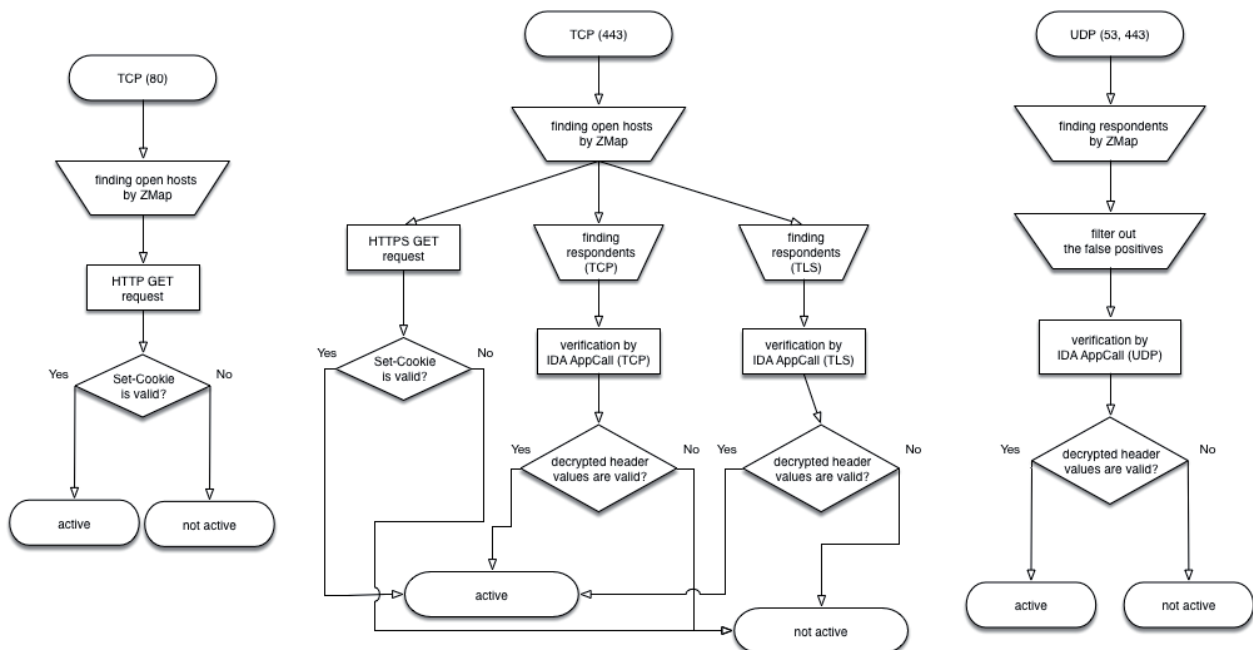 TCP (80)
finding open hosts
by ZMap
HTTP GET
request
Yes
No
Set-Cookie
is valid?
active
not active
TCP (443)
finding open hosts
by ZMap
HTTPS GET
request
Yes
No
Set-Cookie
is valid?
finding
respondents
(TCP)
verification by
IDA AppCall (TCP)
Yes
No
decrypted header
values are valid?
finding
respondents
(TLS)
verification by
IDA AppCall (TLS)
Yes
No
decrypted header
values are valid?
active
not active
UDP (53, 443)
finding respondents
by ZMap
filter out
the false positives
verification by
IDA AppCall (UDP)
Yes
No
decrypted header
values are valid?
active
not active